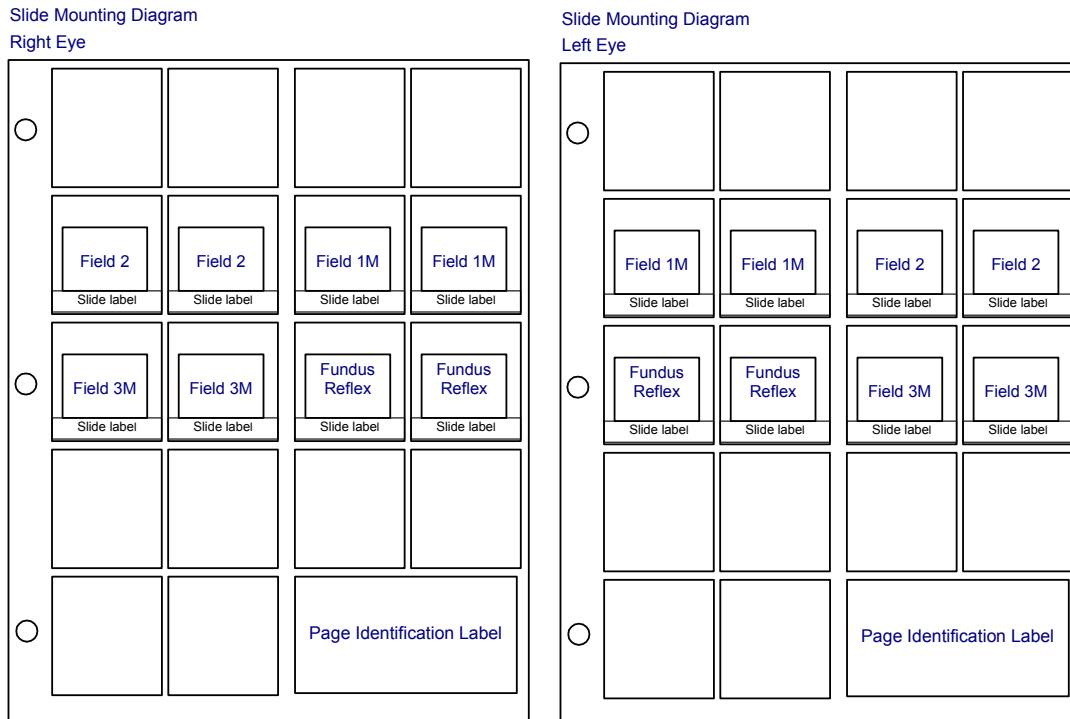 Slide Mounting Diagram
Right Eye
Field 2
Field 2
Field 1M
Field 1M
Slide label
Slide label
Slide label
Slide label
Field 3M
Field 3M
Fundus
Reflex
Fundus
Reflex
Slide label
Slide label
Slide label
Slide label
Page Identification Label
Slide Mounting Diagram
Left Eye
Field 1M
Field 1M
Field 2
Field 2
Slide label
Slide label
Slide label
Slide label
Fundus
Reflex
Fundus
Reflex
Field 3M
Field 3M
Slide label
Slide label
Slide label
Slide label
Page Identification Label